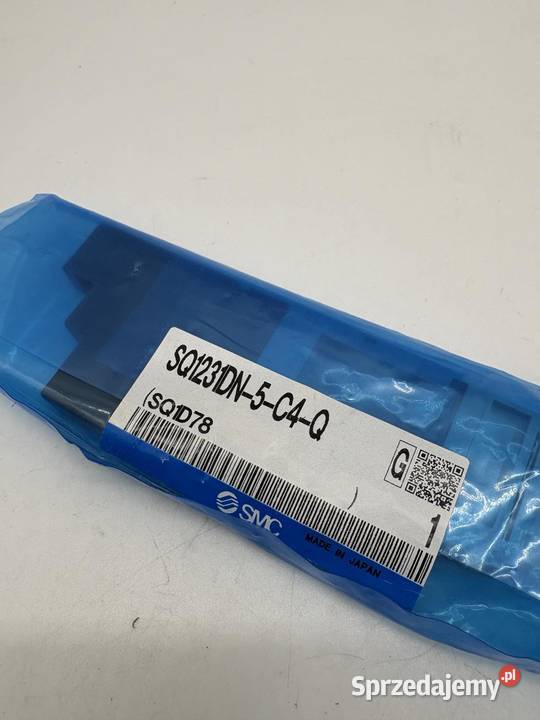 SQ1231DN-5-C4-Q
(SQ1D78
)
G
1
SMC
MADE IN JAPAN
Sprzedajemy.pl